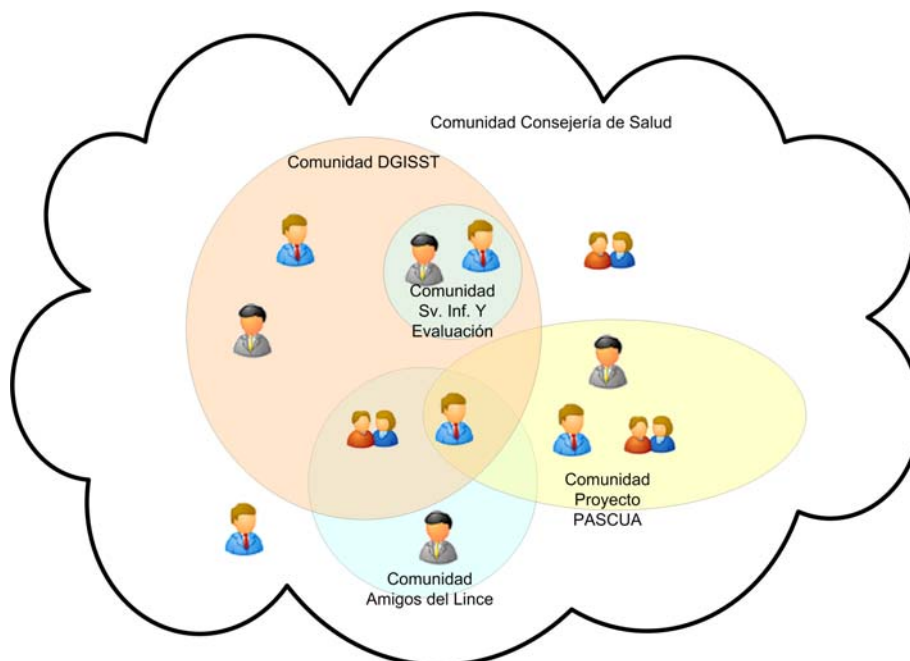 Comunidad Consejería de Salud
Comunidad DGISST
Comunidad
Sv. Inf. Y
Evaluación
Comunidad
Proyecto
PASCUA
Comunidad
Amigos del Lince